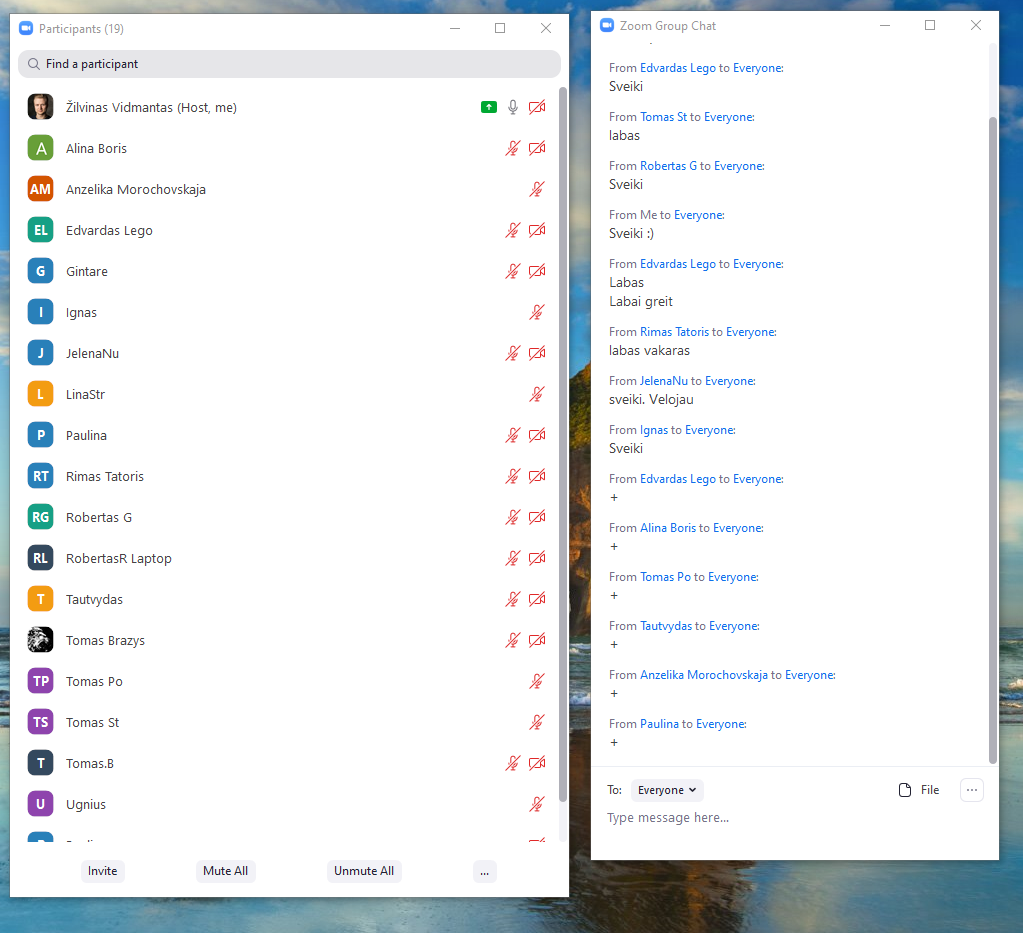 Participants (19)
Find a participant
Žilvinas Vidmantas (Host, me)
A
Alina Boris
AM
Anzelika Morochovskaja
EL
Edvardas Lego
G
Gintare
I
Ignas
J
JelenaNu
L
LinaStr
P
Paulina
RT
Rimas Tatoris
RG
Robertas G
RL
RobertasR Laptop
T
Tautvydas
Tomas Brazys
TP
Tomas Po
TS
Tomas St
T
Tomas.B
U
Ugnius
Invite
Mute All
Unmute All
...
Zoom Group Chat
From Edvardas Lego to Everyone:
Sveiki
From Tomas St to Everyone:
labas
From Robertas G to Everyone:
Sveiki
From Me to Everyone:
Sveiki :)
From Edvardas Lego to Everyone:
Labas
Labai greit
From Rimas Tatoris to Everyone:
labas vakaras
From JelenaNu to Everyone:
sveiki. Velojau
From Ignas to Everyone:
Sveiki
From Edvardas Lego to Everyone:
+
From Alina Boris to Everyone:
+
From Tomas Po to Everyone:
+
From Tautvydas to Everyone:
+
From Anzelika Morochovskaja to Everyone:
+
From Paulina to Everyone:
+
To: Everyone
File
...
Type message here...